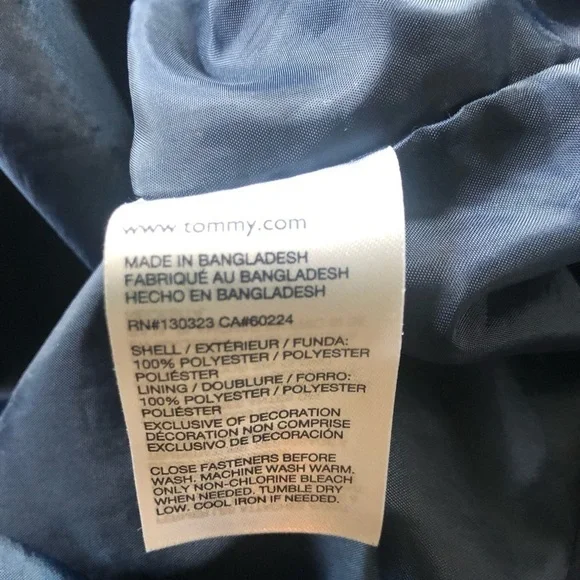 www tommy.com
MADE IN BANGLADESH
FABRIQUÉ AU BANGLADESH
HECHO EN BANGLADESH
RN#130323 CA#60224
SHELL / EXTÉRIEUR / FUNDA:
100% POLYESTER / POLYESTER
POLIÉSTER
LINING / DOUBLURE / FORRO:
100% POLYESTER / POLYESTER
POLIÉSTER
EXCLUSIVE OF DECORATION
DÉCORATION NON COMPRISE
EXCLUSIVO DE DECORACIÓN
CLOSE FASTENERS BEFORE
WASH. MACHINE WASH WARM.
ONLY NON-CHLORINE BLEACH
WHEN NEEDED. TUMBLE DRY
LOW. COOL IRON IF NEEDED.